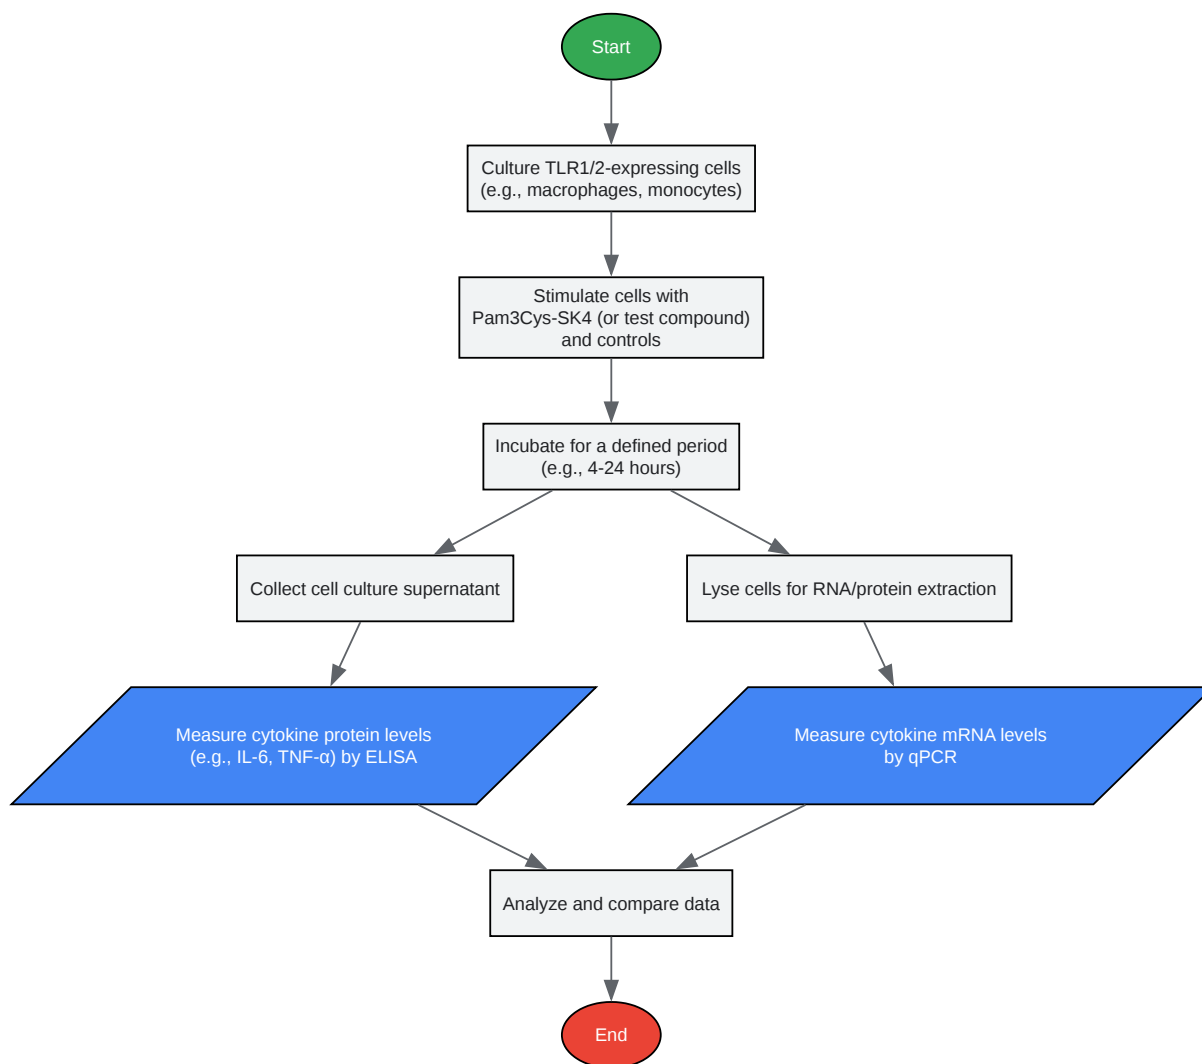 Start
Culture TLR1/2-expressing cells
(e.g., macrophages, monocytes)
Stimulate cells with
Pam3Cys-SK4 (or test compound)
and controls
Incubate for a defined period
(e.g., 4-24 hours)
Collect cell culture supernatant
Lyse cells for RNA/protein extraction
Measure cytokine protein levels
(e.g., IL-6, TNF-α) by ELISA
Measure cytokine mRNA levels
by qPCR
Analyze and compare data
End